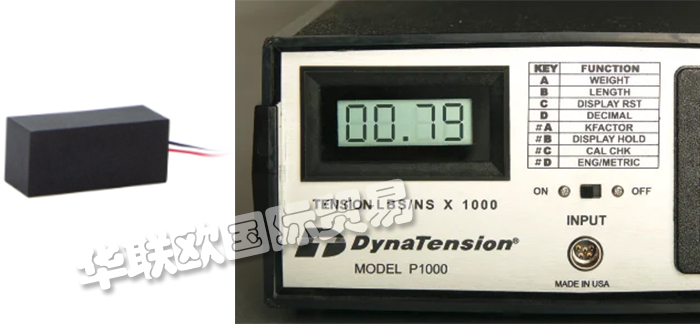 00.79
KEY FUNCTION
A WEIGHT
B LENGTH
C DISPLAY RST
D DECIMAL
#A KFACTOR
#B DISPLAY HOLD
#C CAL CHK
#D ENG/METRIC
ON OFF
TENSION LBS/NS X 1000
INPUT
DynaTension®
MODEL P1000
MADE IN USA
华联欧国际贸易